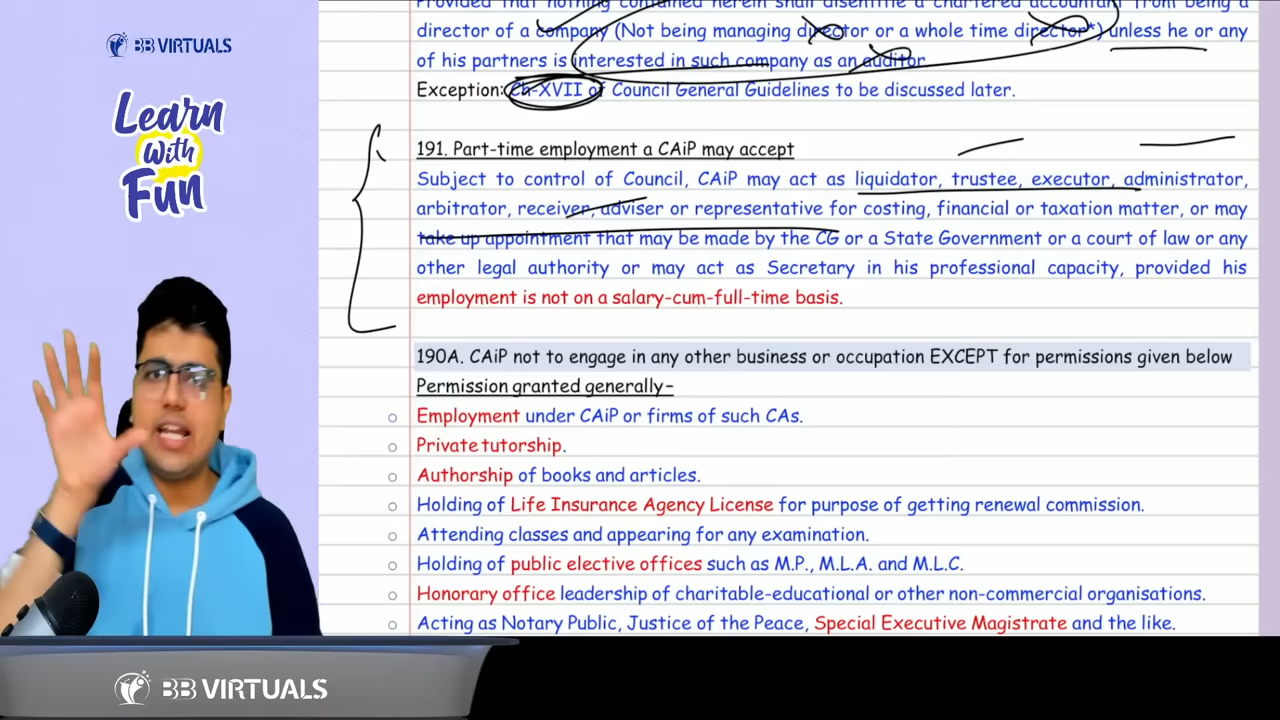 BB VIRTUALS
Learn
With
Fun
Provided that nothing contained herein shall disentitle a chartered accountant from being a
director of a company (Not being managing director or a whole time director*) unless he or any
of his partners is interested in such company as an auditor
Exception: Ch-XVII of Council General Guidelines to be discussed later.
191. Part-time employment a CAiP may accept
Subject to control of Council, CAiP may act as liquidator, trustee, executor, administrator,
arbitrator, receiver, adviser or representative for costing, financial or taxation matter, or may
take up appointment that may be made by the CG or a State Government or a court of law or any
other legal authority or may act as Secretary in his professional capacity, provided his
employment is not on a salary-cum-full-time basis.
190A. CAiP not to engage in any other business or occupation EXCEPT for permissions given below
Permission granted generally-
Employment under CAiP or firms of such CAs.
Private tutorship.
Authorship of books and articles.
Holding of Life Insurance Agency License for purpose of getting renewal commission.
Attending classes and appearing for any examination.
Holding of public elective offices such as M.P., M.L.A. and M.L.C.
Honorary office leadership of charitable-educational or other non-commercial organisations.
Acting as Notary Public, Justice of the Peace, Special Executive Magistrate and the like.
BB VIRTUALS